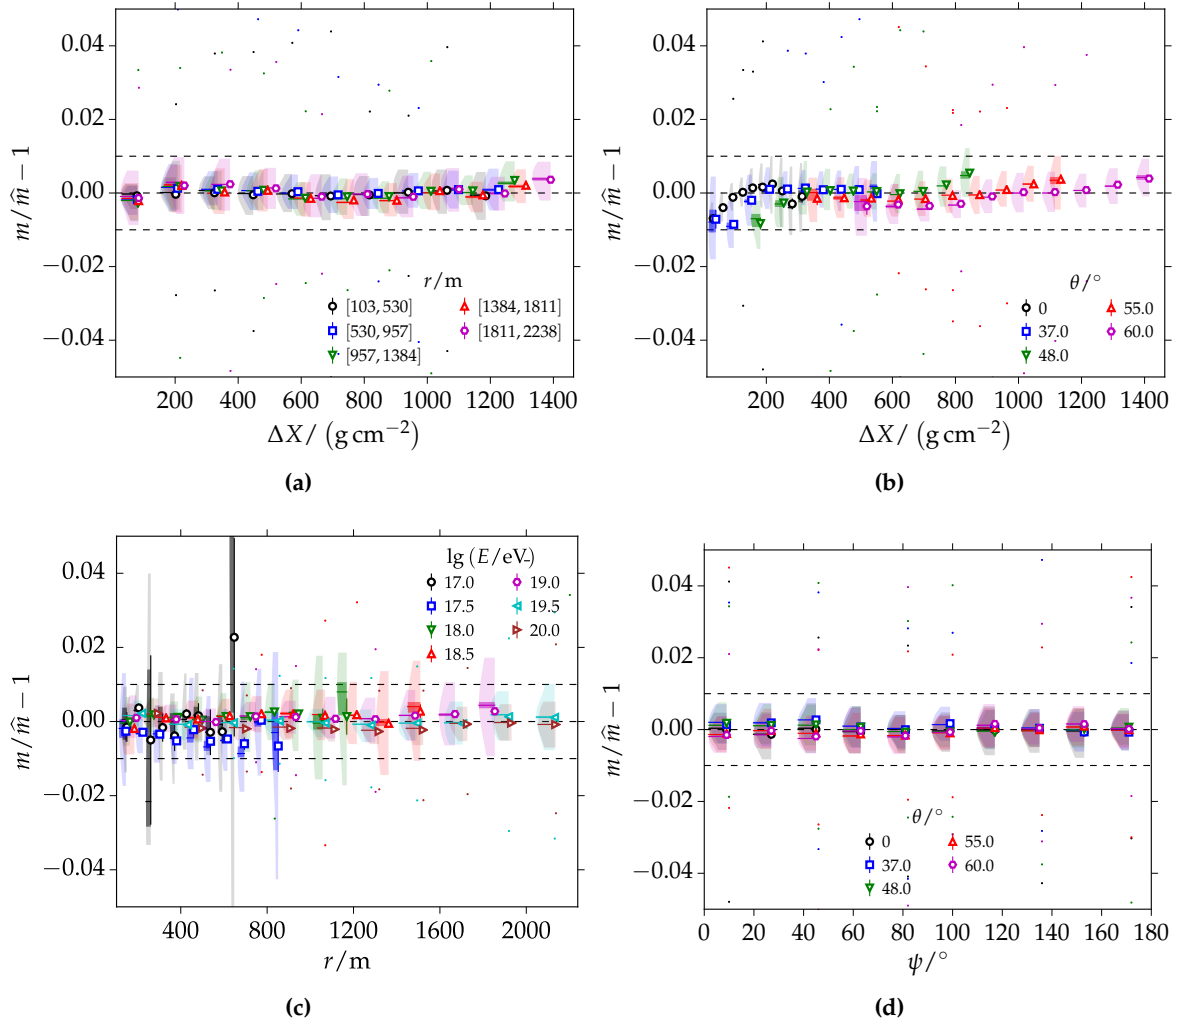 0.04
0.02
0.00
−0.02
−0.04
m/m̂ − 1
r/m
[103, 530]
[530, 957]
[957, 1384]
[1384, 1811]
[1811, 2238]
200 400 600 800 1000 1200 1400
ΔX/ (g cm⁻²)
(a)
0.04
0.02
0.00
−0.02
−0.04
m/m̂ − 1
θ/°
0
37.0
48.0
55.0
60.0
200 400 600 800 1000 1200 1400
ΔX/ (g cm⁻²)
(b)
0.04
0.02
0.00
−0.02
−0.04
m/m̂ − 1
lg (E/eV)
17.0
17.5
18.0
18.5
19.0
19.5
20.0
400 800 1200 1600 2000
r/m
(c)
0.04
0.02
0.00
−0.02
−0.04
m/m̂ − 1
θ/°
0
37.0
48.0
55.0
60.0
0 20 40 60 80 100 120 140 160 180
ψ/°
(d)